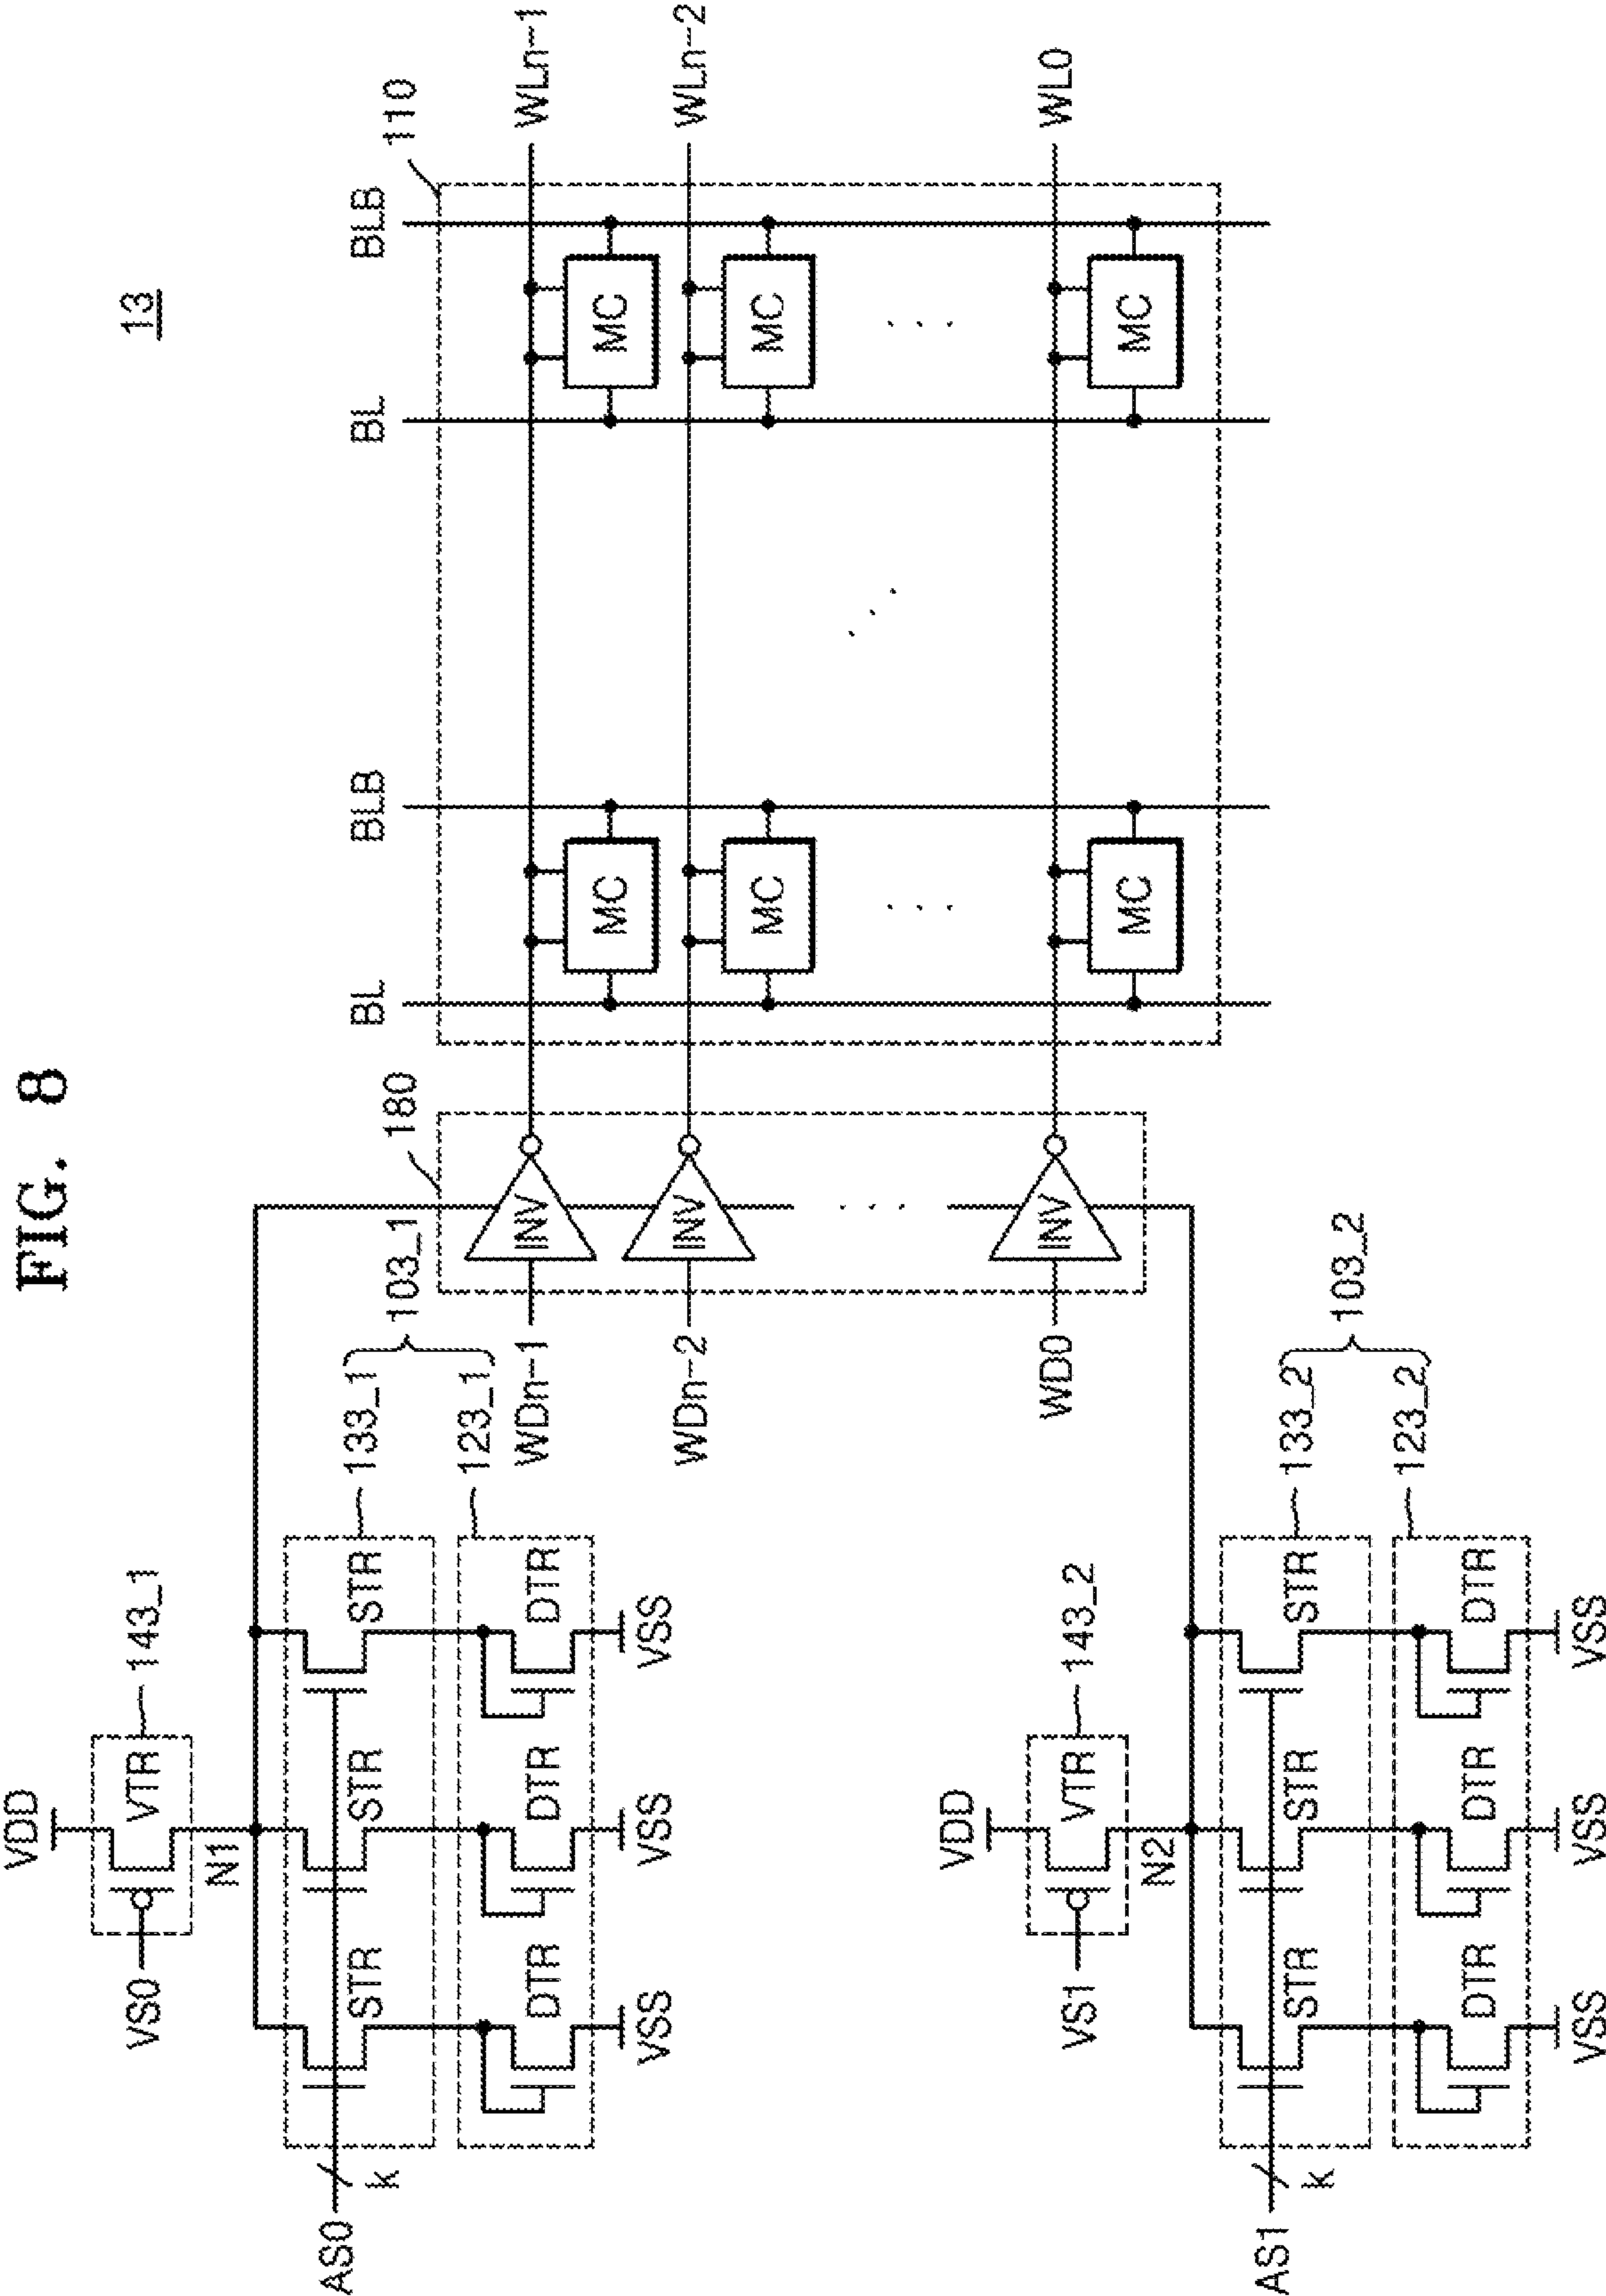 FIG. 8
13
VDD
VS0
VTR
143_1
N1
AS0
k
STR
STR
STR
133_1
103_1
DTR
DTR
DTR
123_1
VSS
VSS
VSS
180
WDn-1
INV
WDn-2
INV
WD0
INV
110
BL
BLB
BL
BLB
MC
MC
WLn-1
MC
MC
WLn-2
. . .
. . .
. . .
. . .
MC
MC
WL0
VDD
VS1
VTR
143_2
N2
AS1
k
STR
STR
STR
133_2
103_2
DTR
DTR
DTR
123_2
VSS
VSS
VSS